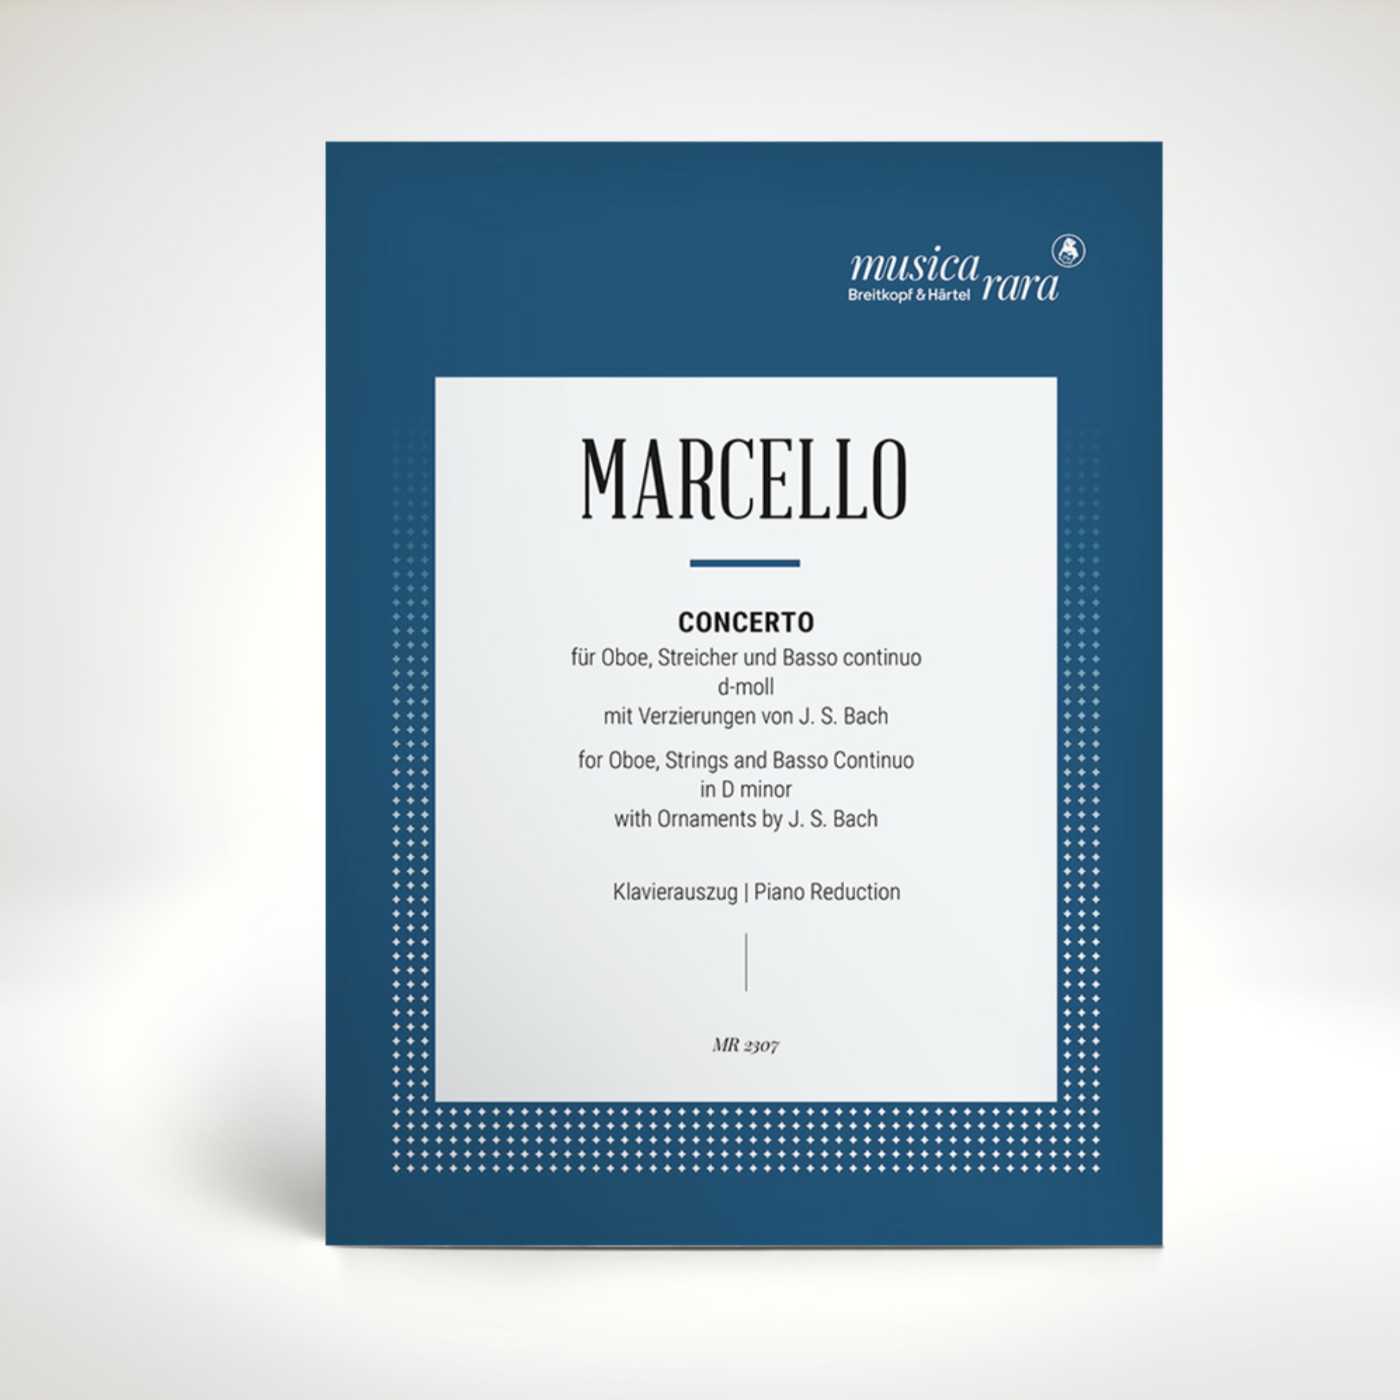 musica rara
Breitkopf & Härtel
MARCELLO
CONCERTO
für Oboe, Streicher und Basso continuo
d-moll
mit Verzierungen von J. S. Bach
for Oboe, Strings and Basso Continuo
in D minor
with Ornaments by J. S. Bach
Klavierauszug | Piano Reduction
MR 2307